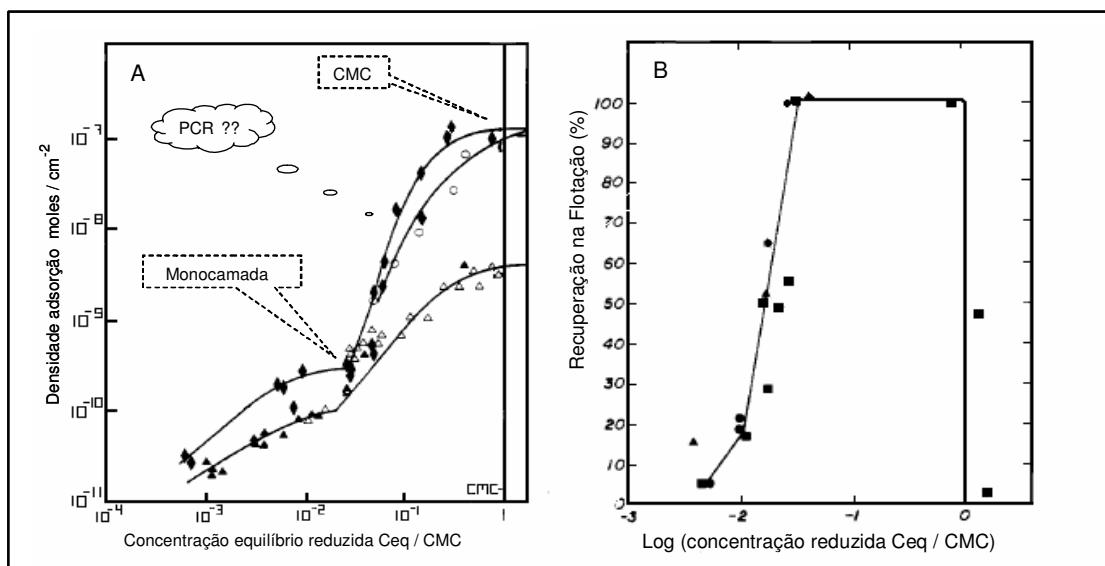 A
CMC
PCR ??
10^-7
10^-8
Monocamada
10^-9
10^-10
CMC
10^-11
10^-4
10^-3
10^-2
10^-1
1
Densidade adsorção moles / cm^-2
Concentração equilíbrio reduzida Ceq / CMC
B
100
90
80
70
60
50
40
30
20
10
0
-3
-2
-1
0
Recuperação na Flotação (%)
Log (concentração reduzida Ceq / CMC)